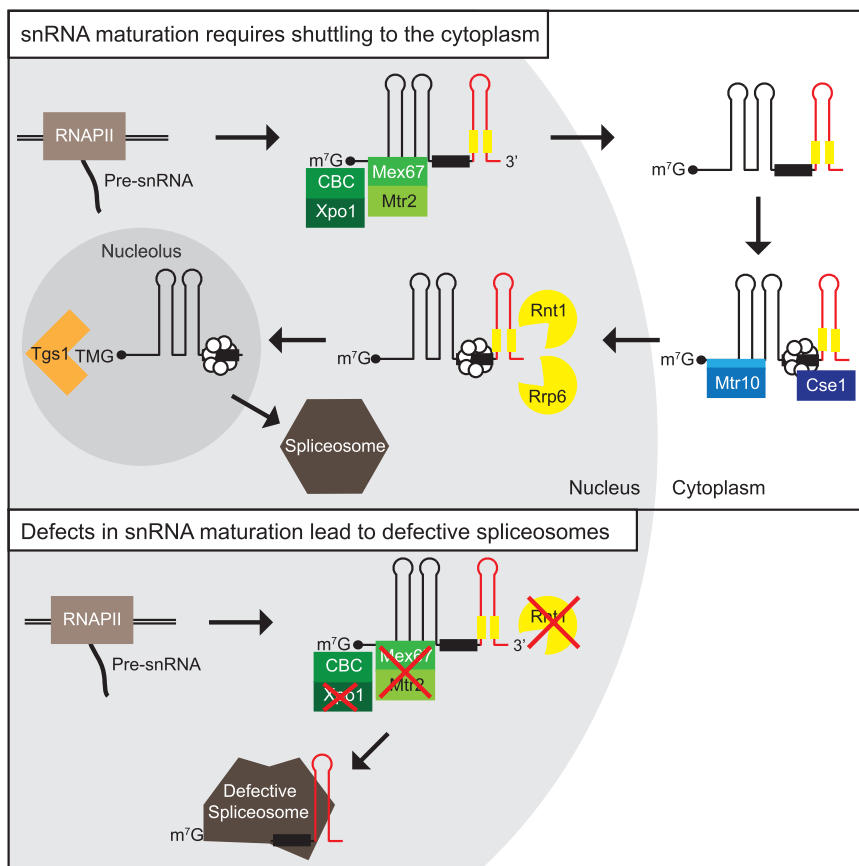 snRNA maturation requires shuttling to the cytoplasm
RNAPII
Pre-snRNA
m⁷G
CBC
Xpo1
Mex67
Mtr2
3’
m⁷G
Nucleolus
Tgs1
TMG
m⁷G
Rnt1
Rrp6
m⁷G
Mtr10
Cse1
Spliceosome
Nucleus
Cytoplasm
Defects in snRNA maturation lead to defective spliceosomes
RNAPII
Pre-snRNA
m⁷G
CBC
Xpo1
Mex67
Mtr2
3’
Rnt1
Defective
Spliceosome
m⁷G